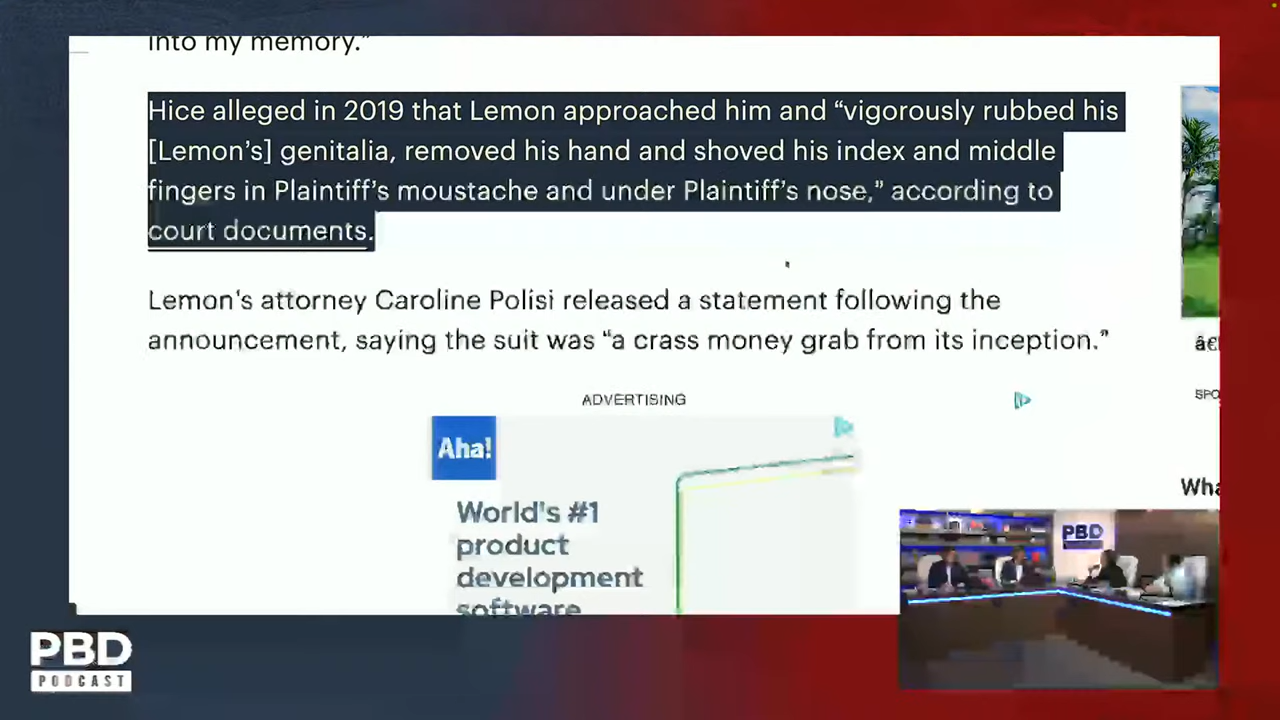 into my memory.”
Hice alleged in 2019 that Lemon approached him and “vigorously rubbed his
[Lemon’s] genitalia, removed his hand and shoved his index and middle
fingers in Plaintiff’s moustache and under Plaintiff’s nose,” according to
court documents.
Lemon’s attorney Caroline Polisi released a statement following the
announcement, saying the suit was “a crass money grab from its inception.”
ADVERTISING
Aha!
World's #1
product
development
software
â€
SPO
Wha
PBD
PBD
PODCAST